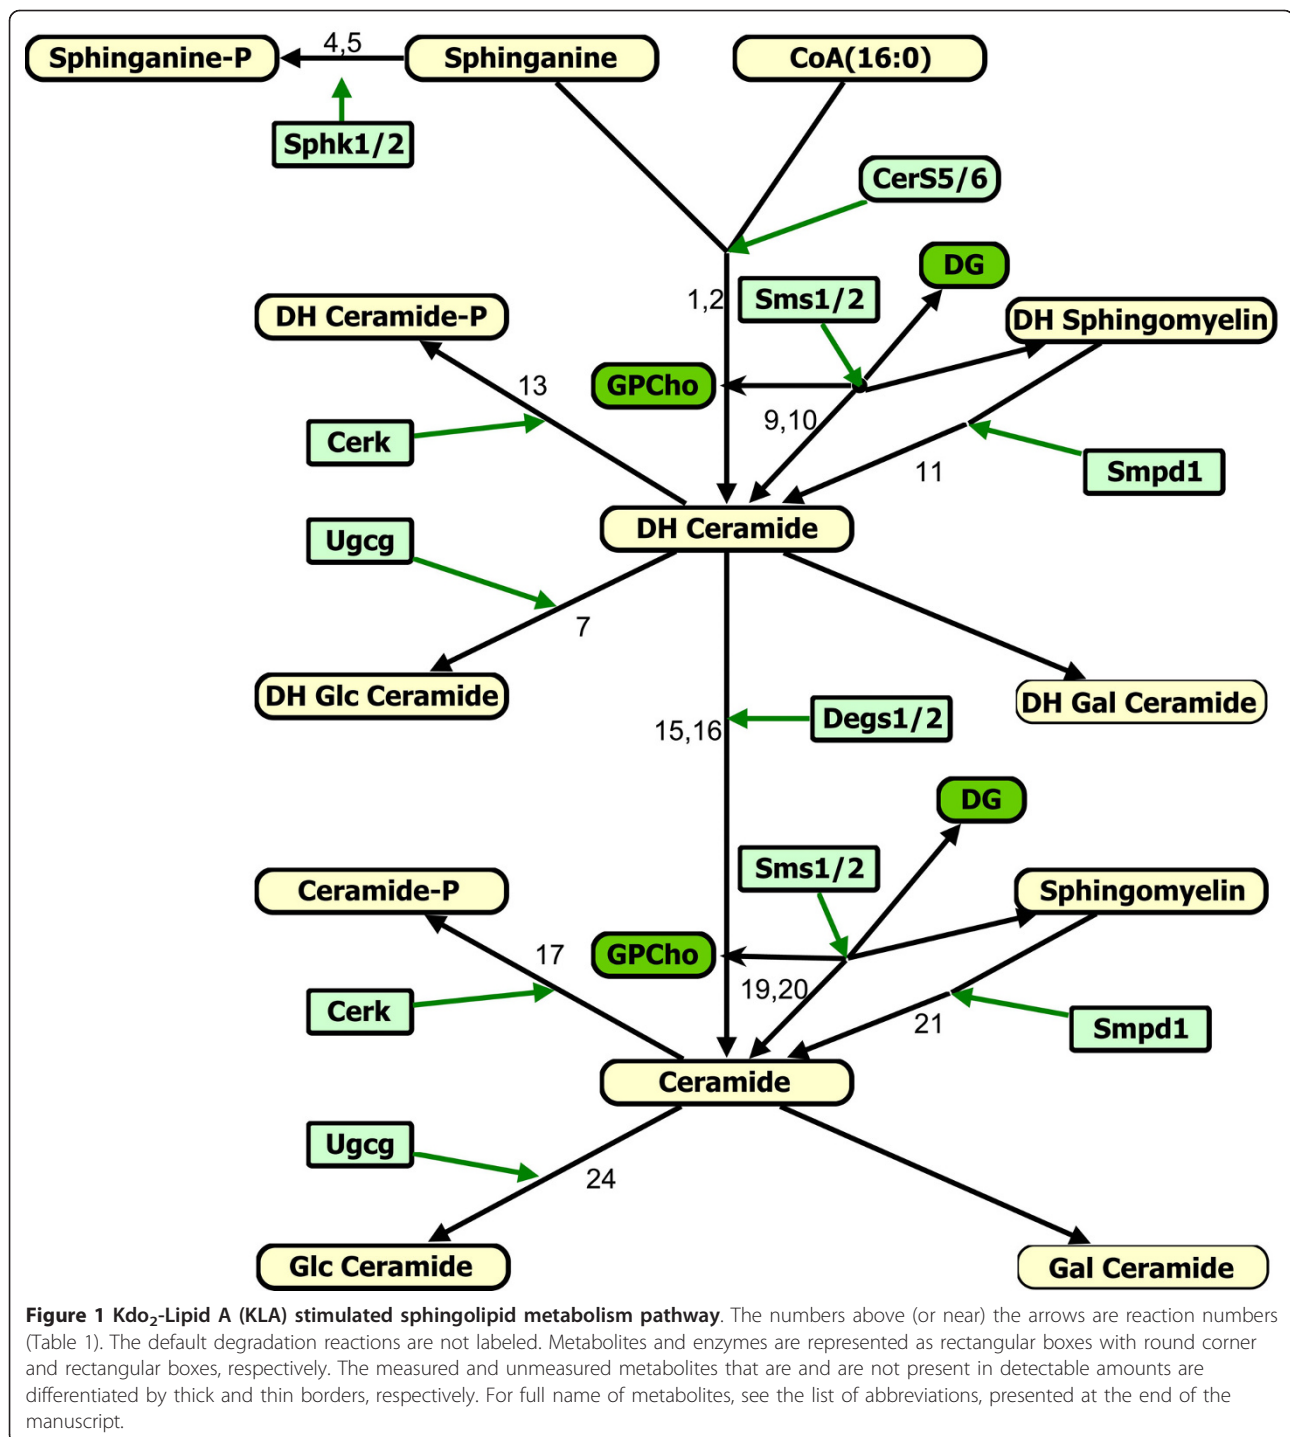 Sphinganine-P
4,5
Sphinganine
CoA(16:0)
Sphk1/2
CerS5/6
DG
1,2
Sms1/2
DH Ceramide-P
DH Sphingomyelin
13
GPCho
9,10
Cerk
11
Smpd1
DH Ceramide
Ugcg
7
DH Glc Ceramide
DH Gal Ceramide
15,16
Degs1/2
DG
Sms1/2
Ceramide-P
Sphingomyelin
17
GPCho
19,20
Cerk
21
Smpd1
Ceramide
Ugcg
24
Glc Ceramide
Gal Ceramide
Figure 1 Kdo₂-Lipid A (KLA) stimulated sphingolipid metabolism pathway. The numbers above (or near) the arrows are reaction numbers
(Table 1). The default degradation reactions are not labeled. Metabolites and enzymes are represented as rectangular boxes with round corner
and rectangular boxes, respectively. The measured and unmeasured metabolites that are and are not present in detectable amounts are
differentiated by thick and thin borders, respectively. For full name of metabolites, see the list of abbreviations, presented at the end of the
manuscript.